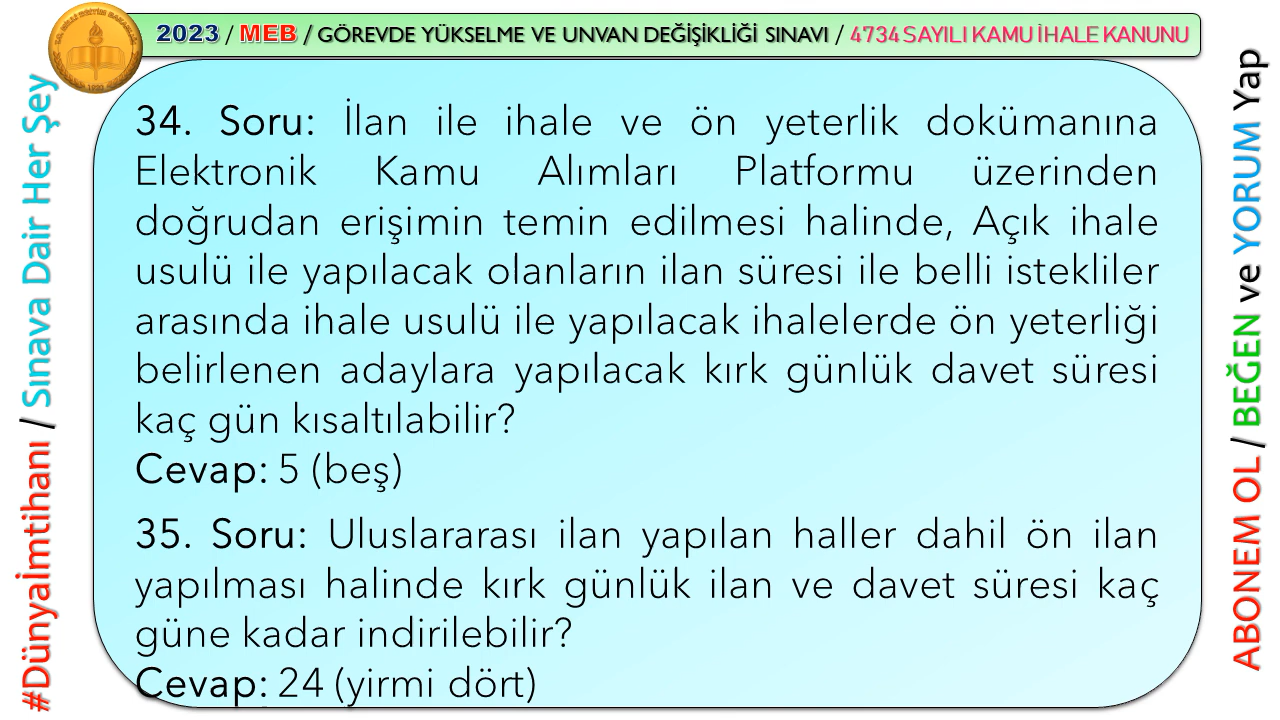 2023 / MEB / GÖREVDE YÜKSELME VE UNVAN DEĞİŞİKLİĞİ SINAVI / 4734 SAYILI KAMU İHALE KANUNU
34. Soru: İlan ile ihale ve ön yeterlik dokümanına
Elektronik Kamu Alımları Platformu üzerinden
doğrudan erişimin temin edilmesi halinde, Açık ihale
usulü ile yapılacak olanların ilan süresi ile belli istekliler
arasında ihale usulü ile yapılacak ihalelerde ön yeterliği
belirlenen adaylara yapılacak kırk günlük davet süresi
kaç gün kısaltılabilir?
Cevap: 5 (beş)
35. Soru: Uluslararası ilan yapılan haller dahil ön ilan
yapılması halinde kırk günlük ilan ve davet süresi kaç
güne kadar indirilebilir?
Cevap: 24 (yirmi dört)
#Dünyaİmtihanı / Sınava Dair Her Şey
ABONEM OL / BEĞEN ve YORUM Yap